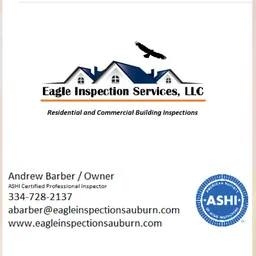 Eagle Inspection Services, LLC
Residential and Commercial Building Inspections
Andrew Barber / Owner
ASHI Certified Professional Inspector
334-728-2137
abarber@eagleinspectionsauburn.com
www.eagleinspectionsauburn.com
ASHI